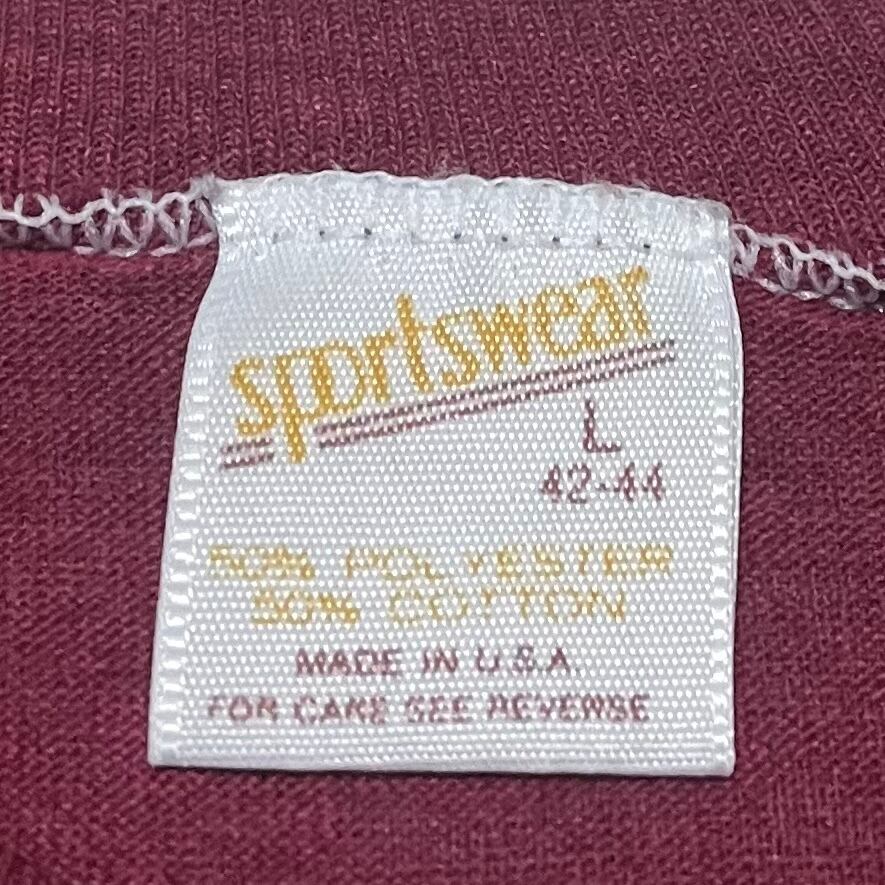 sportswear
L
42-44
50% POLYESTER
50% COTTON
MADE IN U.S.A.
FOR CARE SEE REVERSE